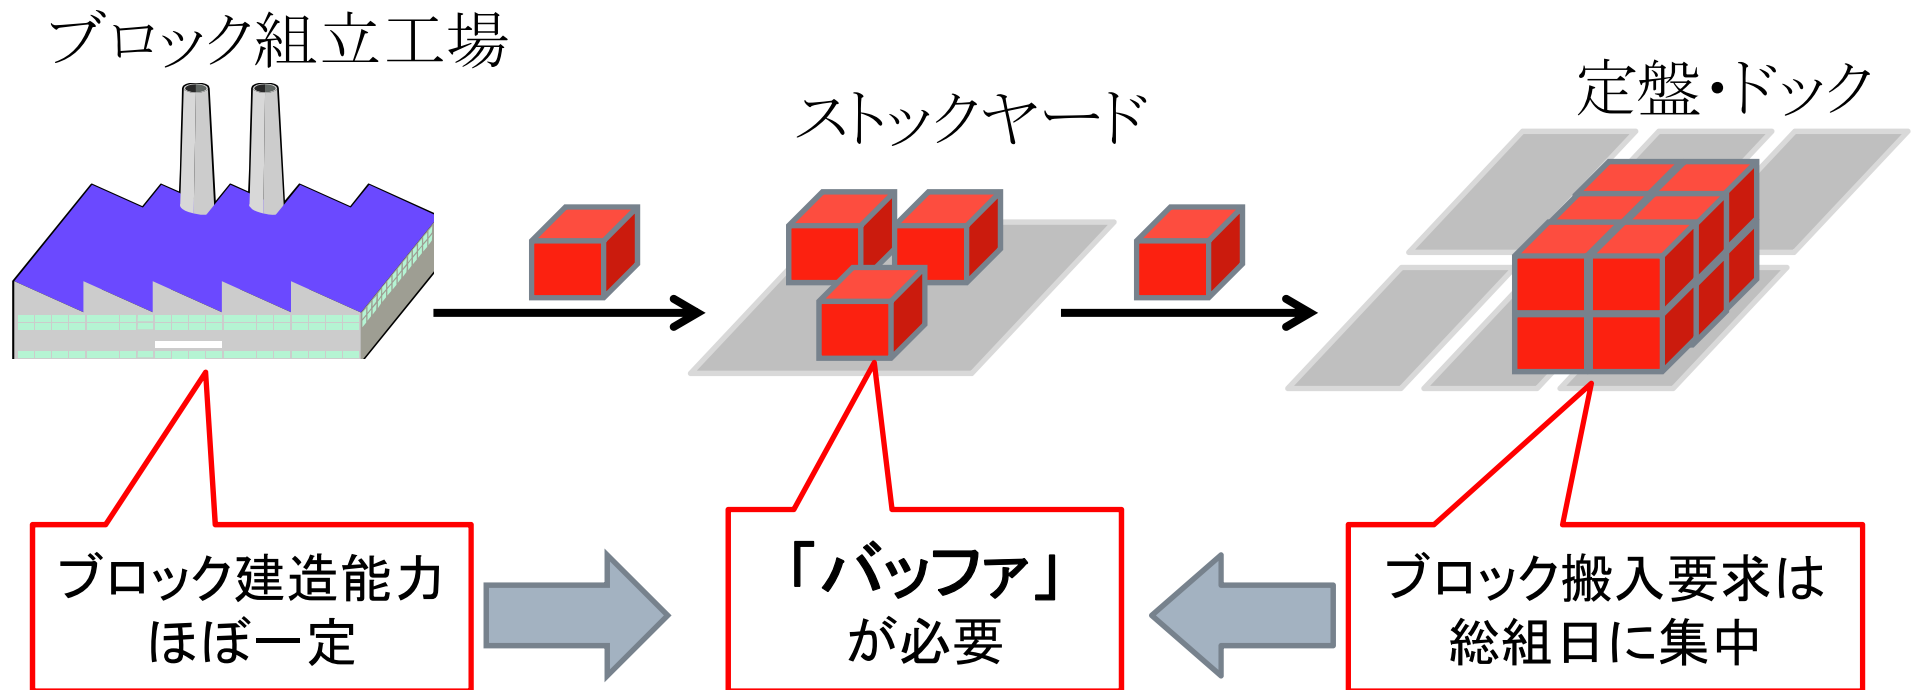 ブロック組立工場
ストックヤード
定盤・ドック
ブロック建造能力
ほぼ一定
「バッファ」
が必要
ブロック搬入要求は
総組日に集中